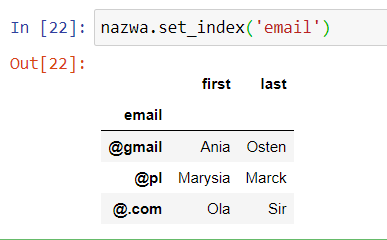 In [22]: nazwa.set_index('email')
Out[22]:
first last
email
@gmail Ania Osten
@pl Marysia Marck
@.com Ola Sir